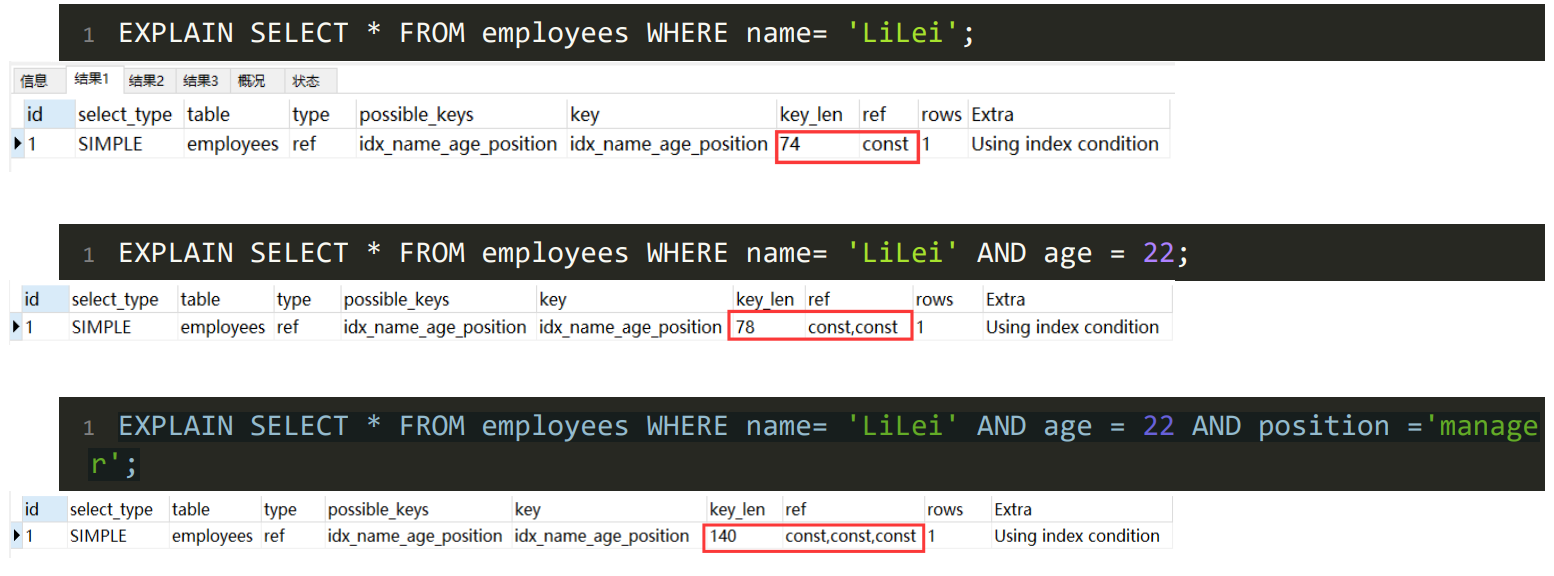 1 EXPLAIN SELECT * FROM employees WHERE name= 'LiLei';
信息 结果1 结果2 结果3 概况 状态
id select_type table type possible_keys key key_len ref rows Extra
1 SIMPLE employees ref idx_name_age_position idx_name_age_position 74 const 1 Using index condition
1 EXPLAIN SELECT * FROM employees WHERE name= 'LiLei' AND age = 22;
id select_type table type possible_keys key key_len ref rows Extra
1 SIMPLE employees ref idx_name_age_position idx_name_age_position 78 const,const 1 Using index condition
1 EXPLAIN SELECT * FROM employees WHERE name= 'LiLei' AND age = 22 AND position ='manage
r';
id select_type table type possible_keys key key_len ref rows Extra
1 SIMPLE employees ref idx_name_age_position idx_name_age_position 140 const,const,const 1 Using index condition